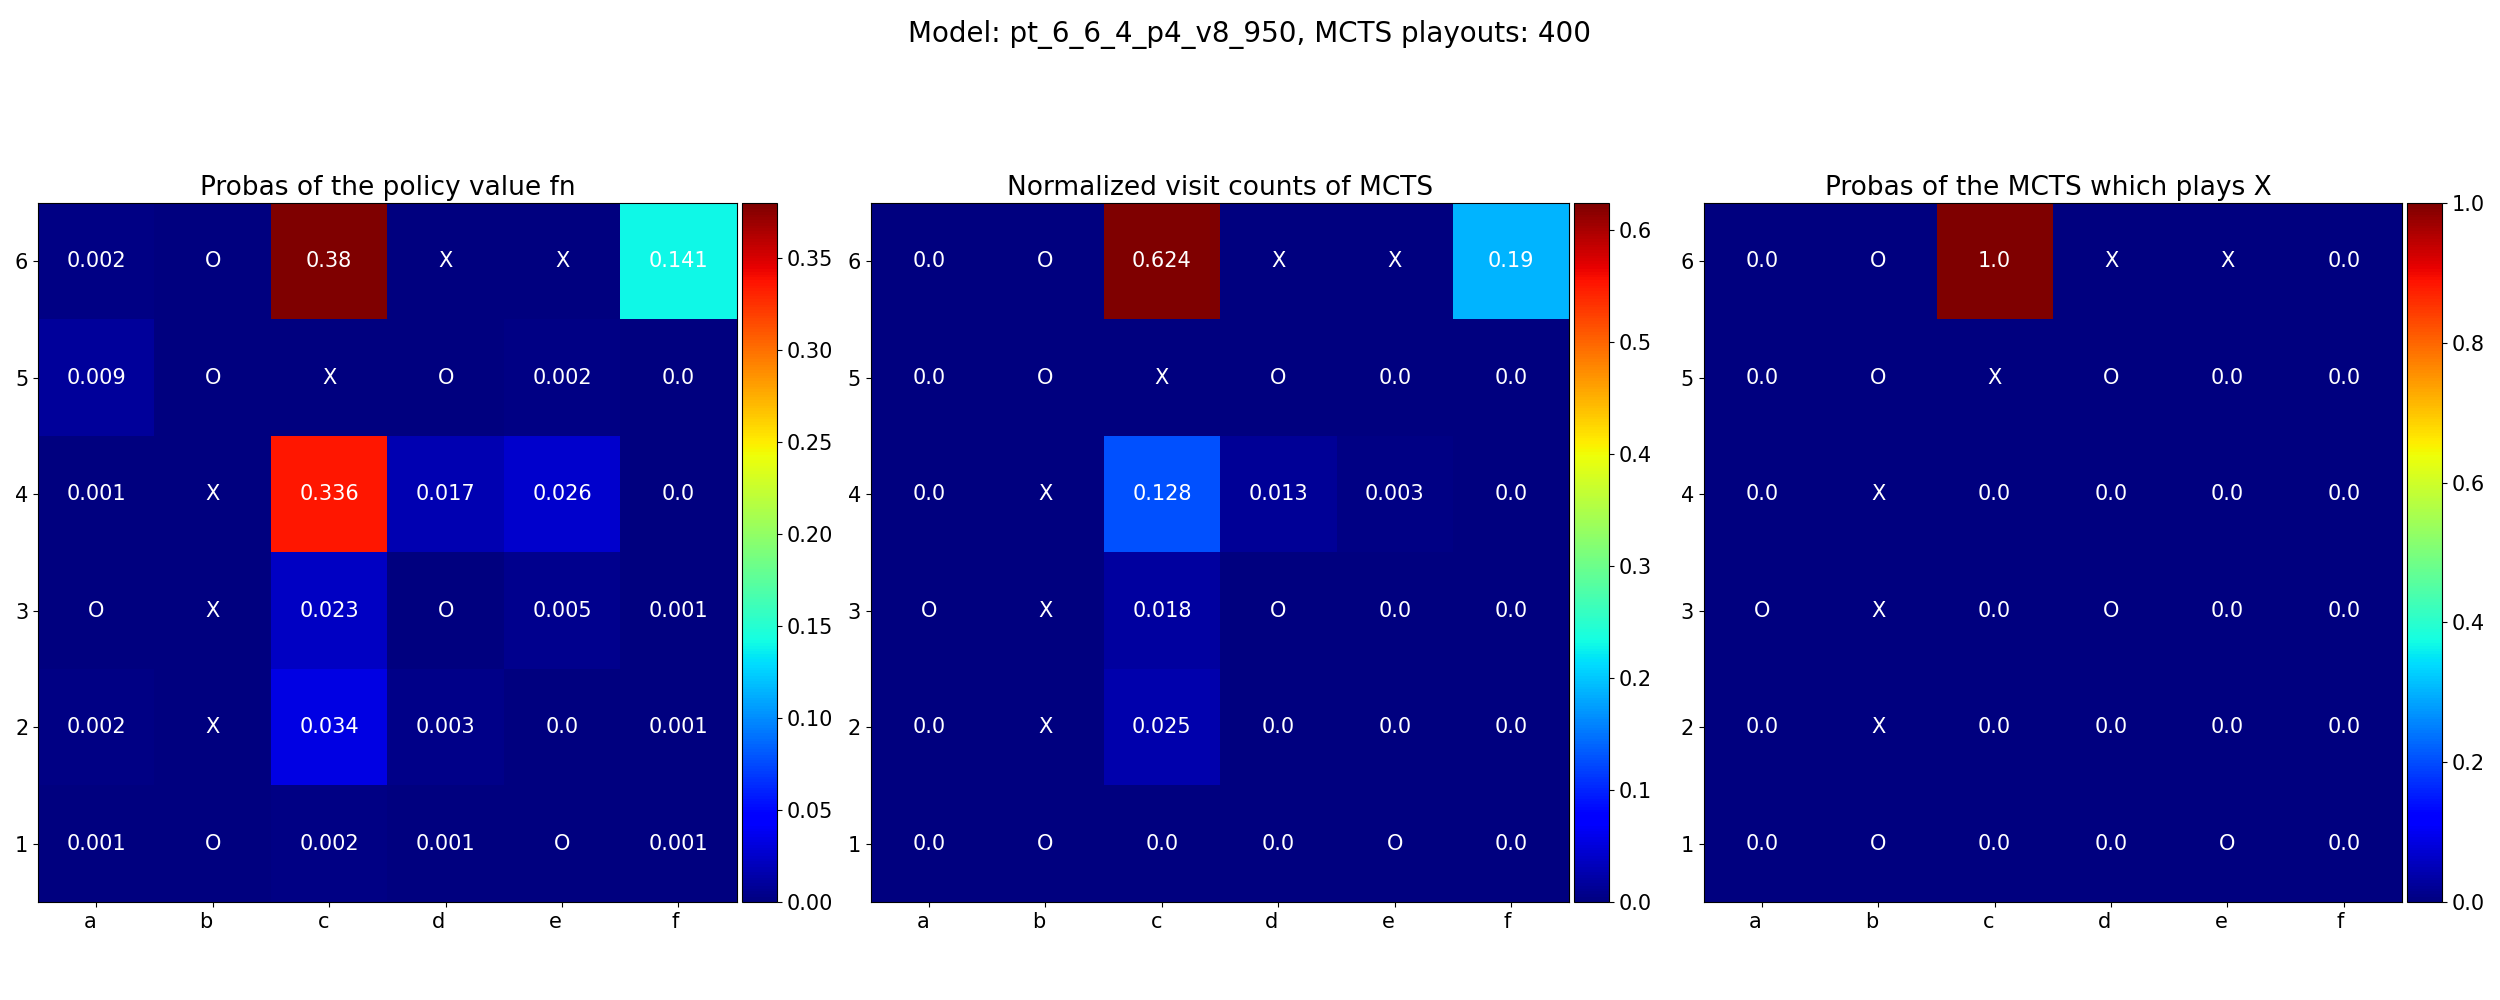 Model: pt_6_6_4_p4_v8_950, MCTS playouts: 400
Probas of the policy value fn
6 0.002 O 0.38 X X 0.141
5 0.009 O X O 0.002 0.0
4 0.001 X 0.336 0.017 0.026 0.0
3 O X 0.023 O 0.005 0.001
2 0.002 X 0.034 0.003 0.0 0.001
1 0.001 O 0.002 0.001 O 0.001
a b c d e f
0.35
0.30
0.25
0.20
0.15
0.10
0.05
0.00
Normalized visit counts of MCTS
6 0.0 O 0.624 X X 0.19
5 0.0 O X O 0.0 0.0
4 0.0 X 0.128 0.013 0.003 0.0
3 O X 0.018 O 0.0 0.0
2 0.0 X 0.025 0.0 0.0 0.0
1 0.0 O 0.0 0.0 O 0.0
a b c d e f
0.6
0.5
0.4
0.3
0.2
0.1
0.0
Probas of the MCTS which plays X
6 0.0 O 1.0 X X 0.0
5 0.0 O X O 0.0 0.0
4 0.0 X 0.0 0.0 0.0 0.0
3 O X 0.0 O 0.0 0.0
2 0.0 X 0.0 0.0 0.0 0.0
1 0.0 O 0.0 0.0 O 0.0
a b c d e f
1.0
0.8
0.6
0.4
0.2
0.0